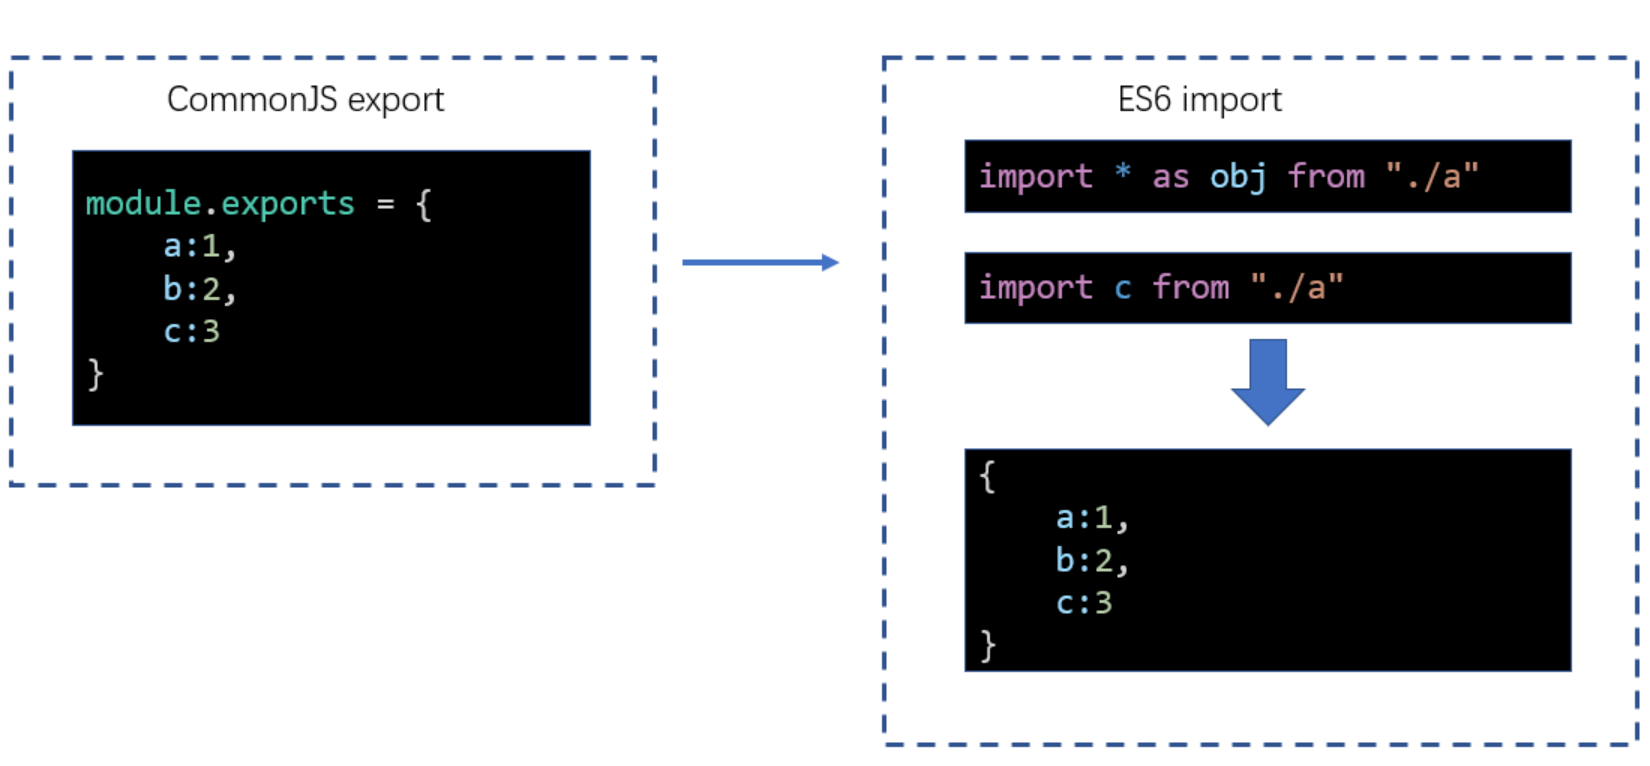 CommonJS export
module.exports = {
    a:1,
    b:2,
    c:3
}
ES6 import
import * as obj from "./a"
import c from "./a"
{
    a:1,
    b:2,
    c:3
}